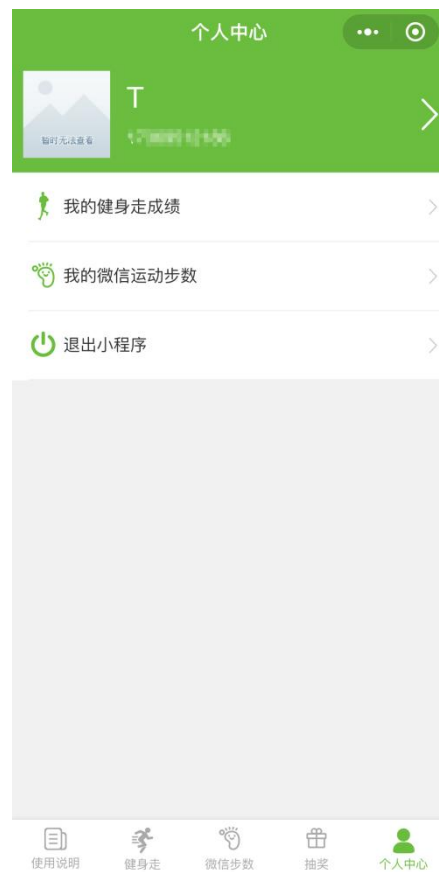 个人中心
暂时无法查看
T
我的健身走成绩
我的微信运动步数
退出小程序
使用说明
健身走
微信步数
抽奖
个人中心